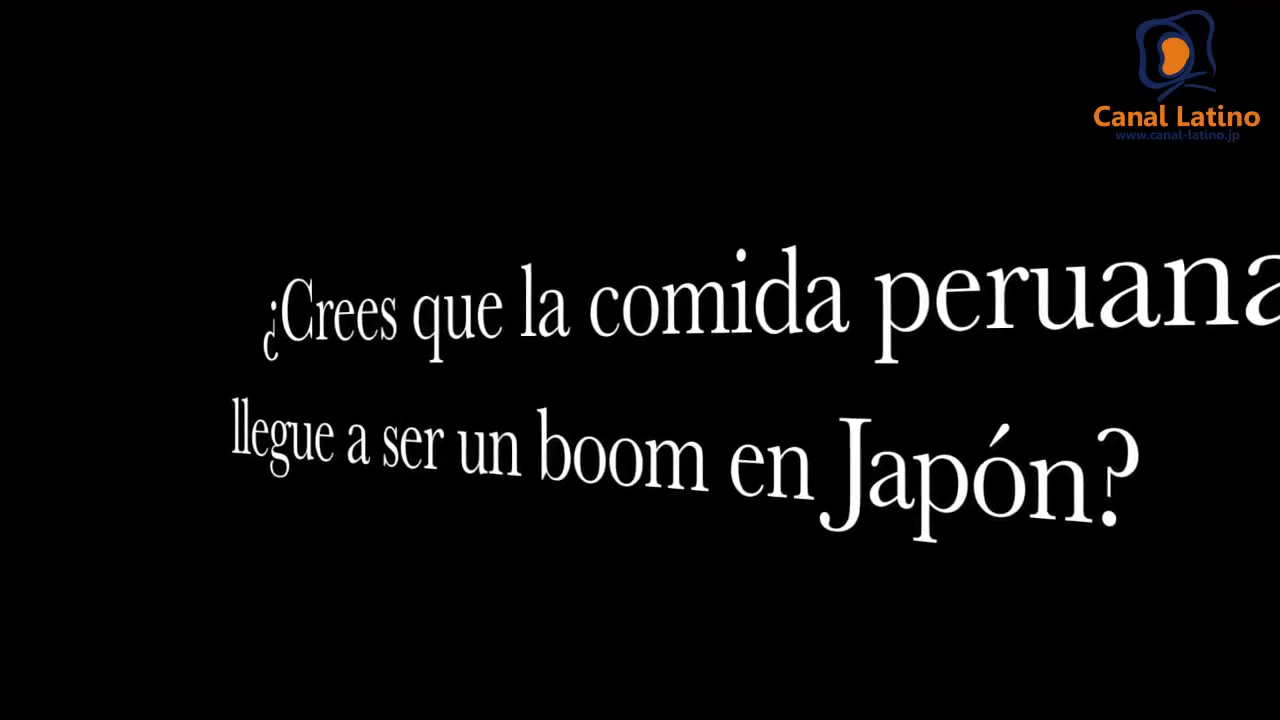 Canal Latino
www.canal-latino.jp
¿Crees que la comida peruana
llegue a ser un boom en Japón?